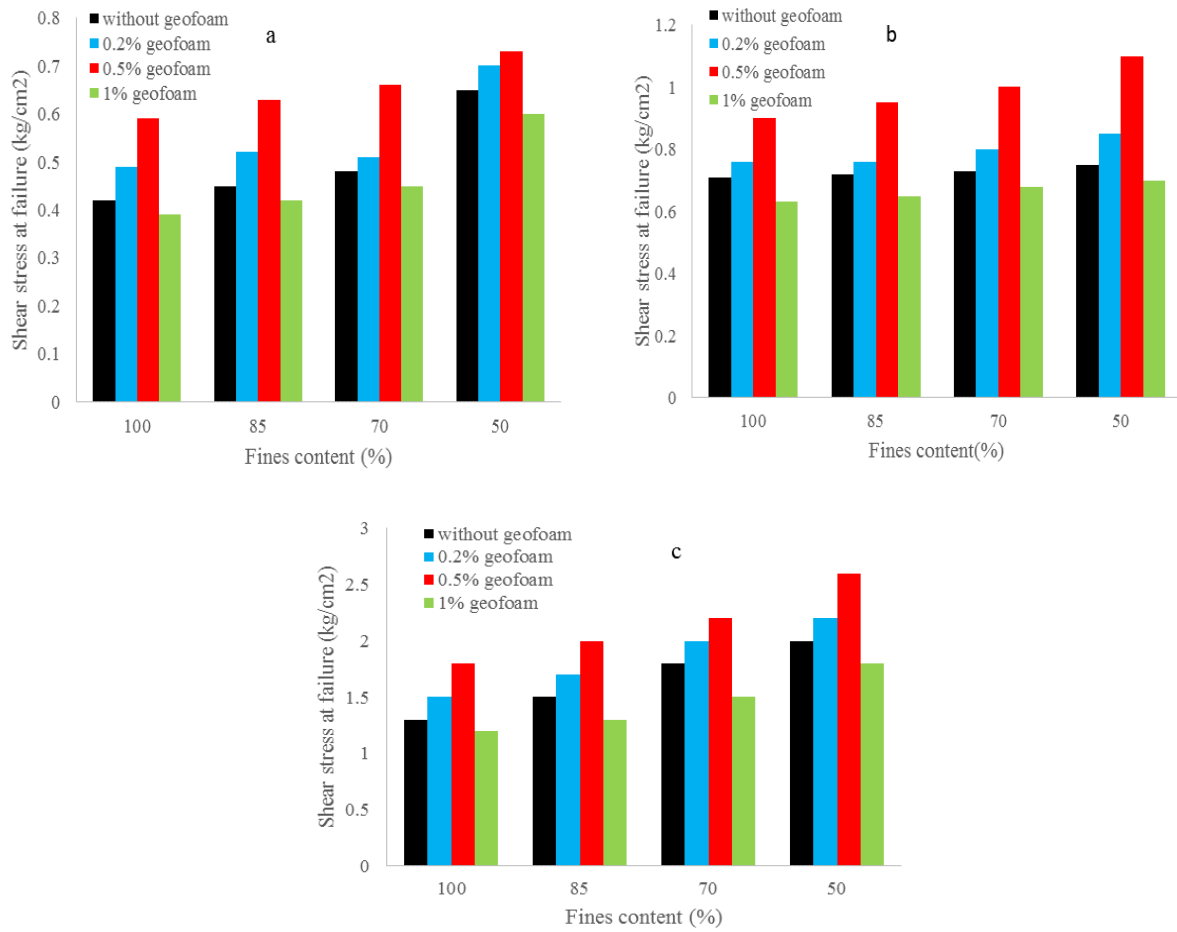 Shear stress at failure (kg/cm2)
0.8
0.7
0.6
0.5
0.4
0.3
0.2
0.1
0
without geofoam
0.2% geofoam
0.5% geofoam
1% geofoam
a
100 85 70 50
Fines content (%)
Shear stress at failure (kg/cm2)
1.2
1
0.8
0.6
0.4
0.2
0
without geofoam
0.2% geofoam
0.5% geofoam
1% geofoam
b
100 85 70 50
Fines content(%)
Shear stress at failure (kg/cm2)
3
2.5
2
1.5
1
0.5
0
without geofoam
0.2% geofoam
0.5% geofoam
1% geofoam
c
100 85 70 50
Fines content (%)